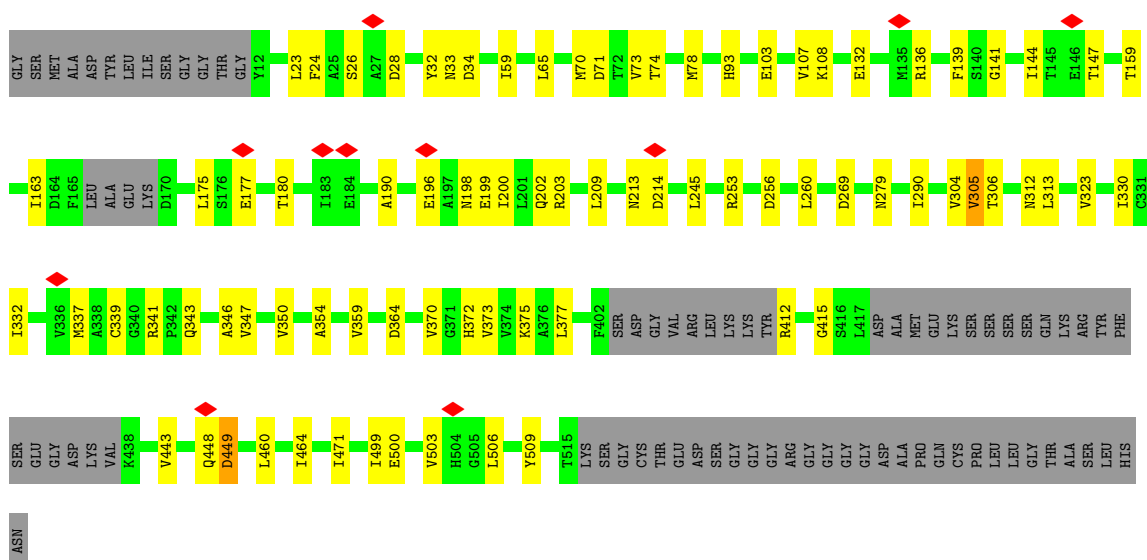 GLY SER MET ALA ASP TYR LEU ILE SER GLY GLY THR GLY Y12 L23 F24 A25 S26 A27 D28 Y32 N33 D34 I59 L65 M70 D71 T72 V73 T74 M78 H93 E103 V107 K108 E132 M135 R136 F139 S140 G141 I144 T145 E146 T147 T159
I163 D164 F165 LEU ALA GLU LYS D170 L175 S176 E177 T180 I183 E184 A190 E196 A197 N198 E199 I200 L201 Q202 R203 L209 N213 D214 L245 R253 D256 L260 D269 N279 I290 V304 V305 T306 N312 L313 V323 I330 C331
I332 V336 M337 A338 C339 G340 R341 P342 Q343 A346 V347 V350 A354 V359 D364 V370 G371 H372 V373 V374 K375 A376 L377 F402 SER ASP GLY VAL ARG LEU LYS LYS TYR R412 G415 S416 L417 ASP ALA MET GLU LYS SER SER SER SER GLN LYS ARG TYR PHE
SER GLU GLY ASP LYS VAL K438 V443 Q448 D449 L460 I464 I471 I499 E500 V503 H504 G505 L506 Y509 T515 LYS SER GLY CYS THR GLU ASP SER GLY GLY GLY ARG GLY GLY GLY GLY ASP ALA PRO GLN CYS PRO LEU LEU GLY THR ALA SER LEU HIS
ASN